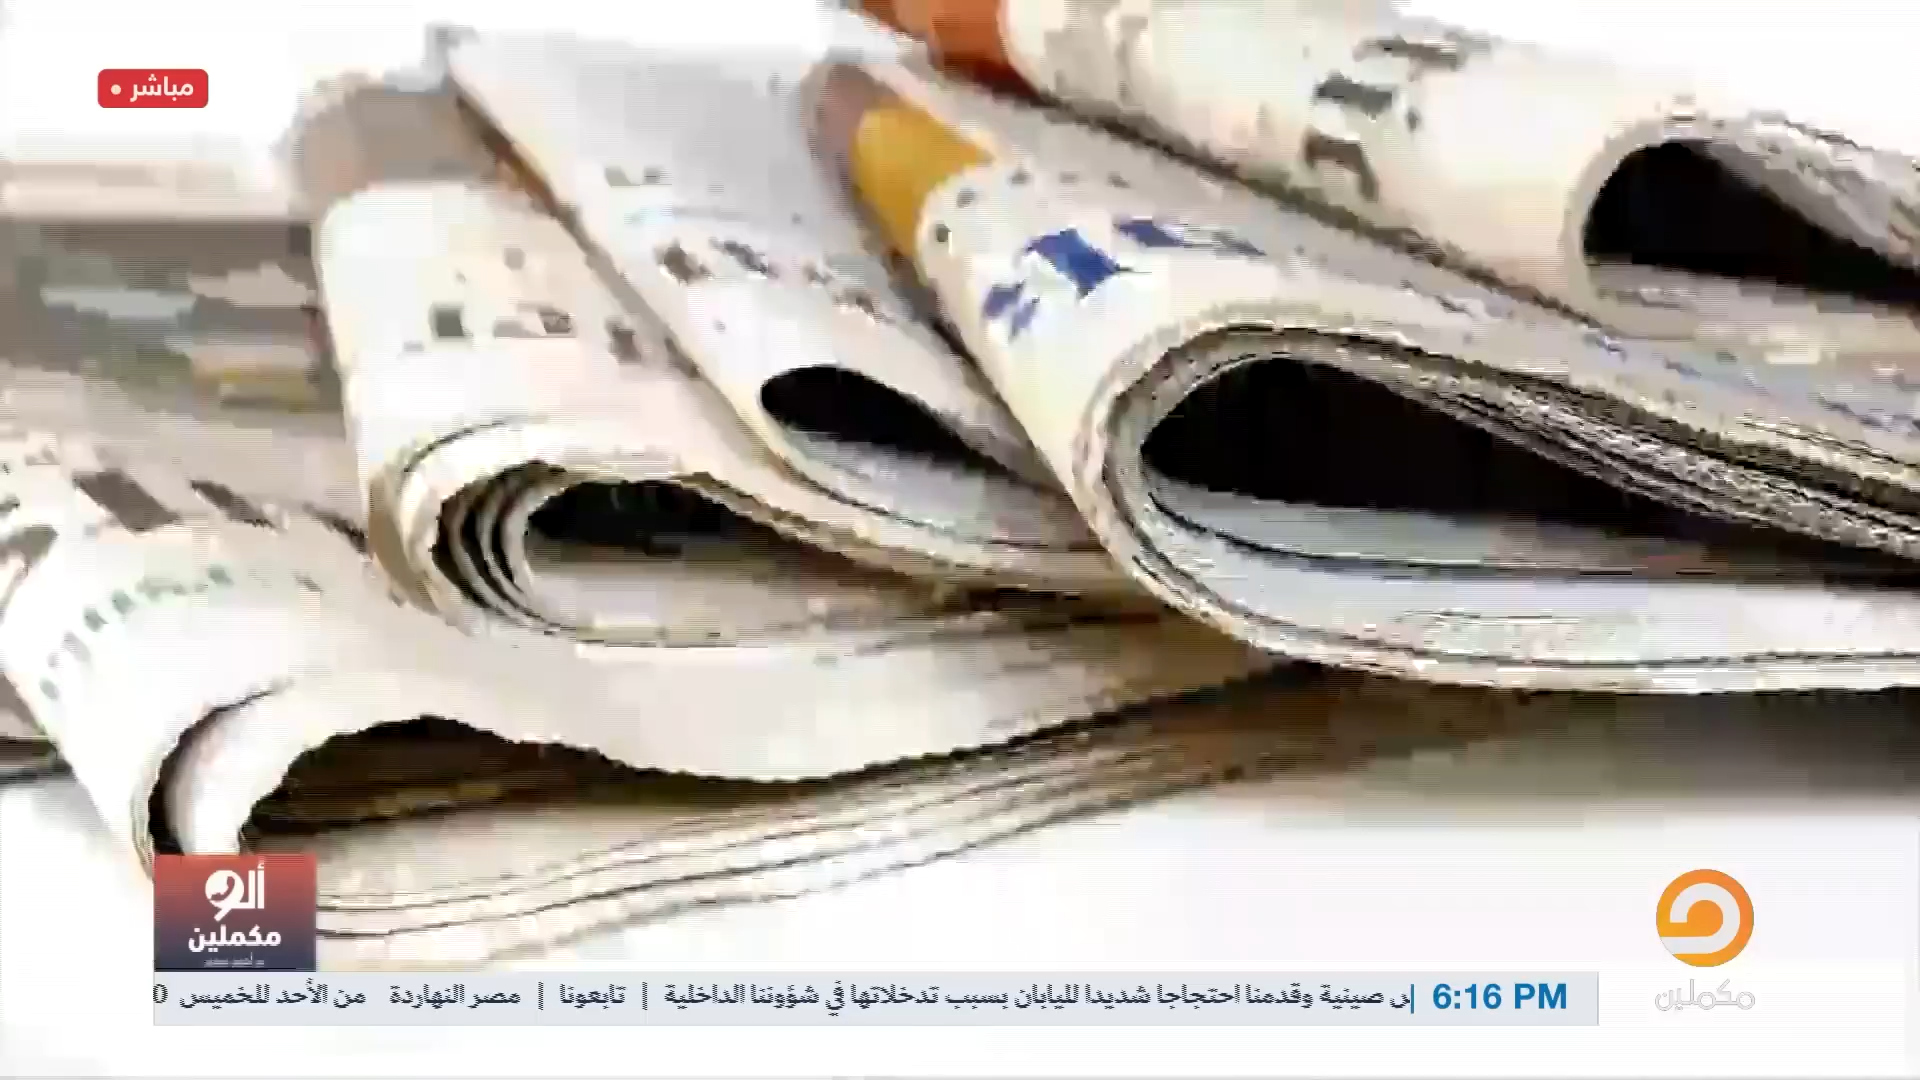 مباشر
ألو
مكملين
صينية وقدمنا احتجاجا شديدا لليابان بسبب تدخلاتها في شؤوننا الداخلية | تابعونا | مصر النهاردة من الأحد للخميس
6:16 PM
مكملين